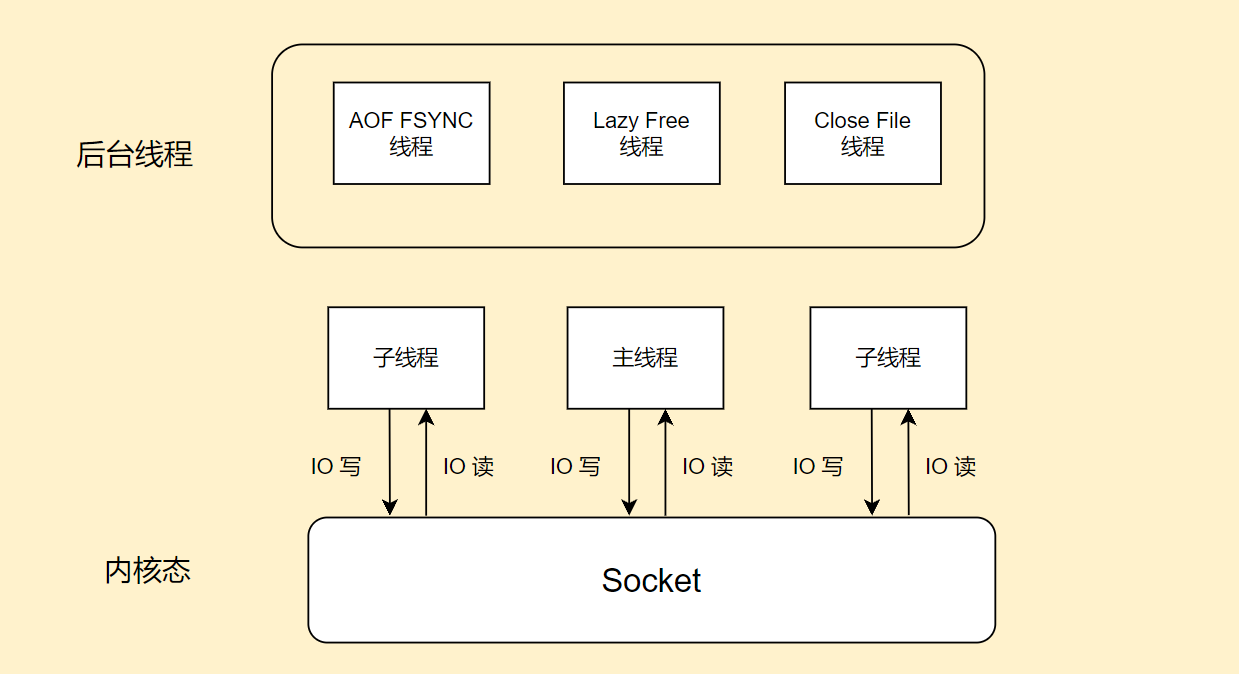 后台线程
AOF FSYNC
线程
Lazy Free
线程
Close File
线程
子线程
主线程
子线程
IO 写
IO 读
IO 写
IO 读
IO 写
IO 读
内核态
Socket